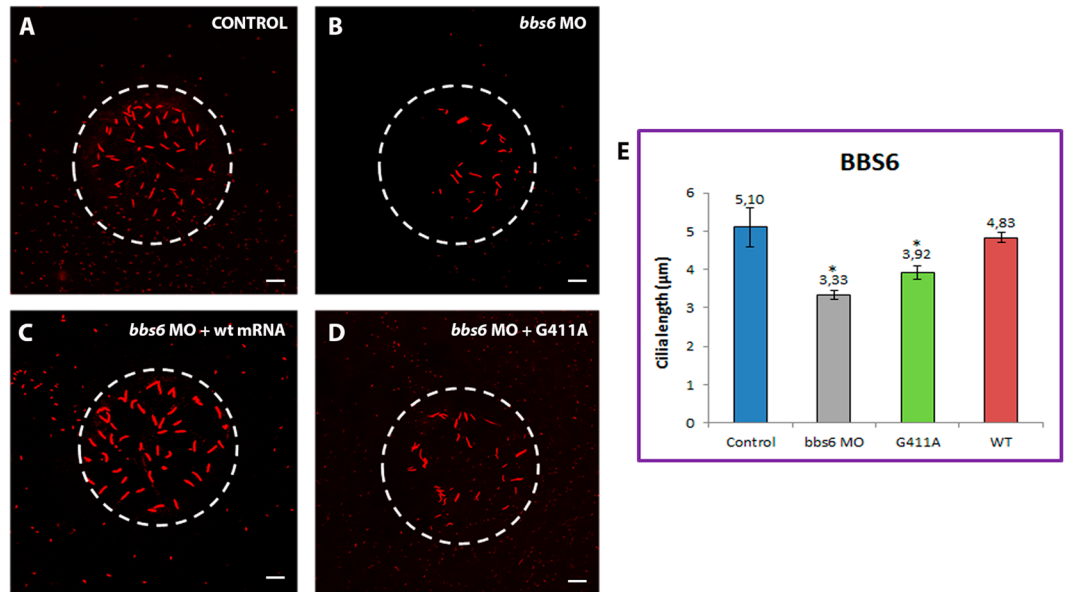 A
CONTROL
B
bbs6 MO
C
bbs6 MO + wt mRNA
D
bbs6 MO + G411A
E
BBS6
Cilia length (µm)
6
5
4
3
2
1
0
5,10
*
3,33
*
3,92
4,83
Control
bbs6 MO
G411A
WT